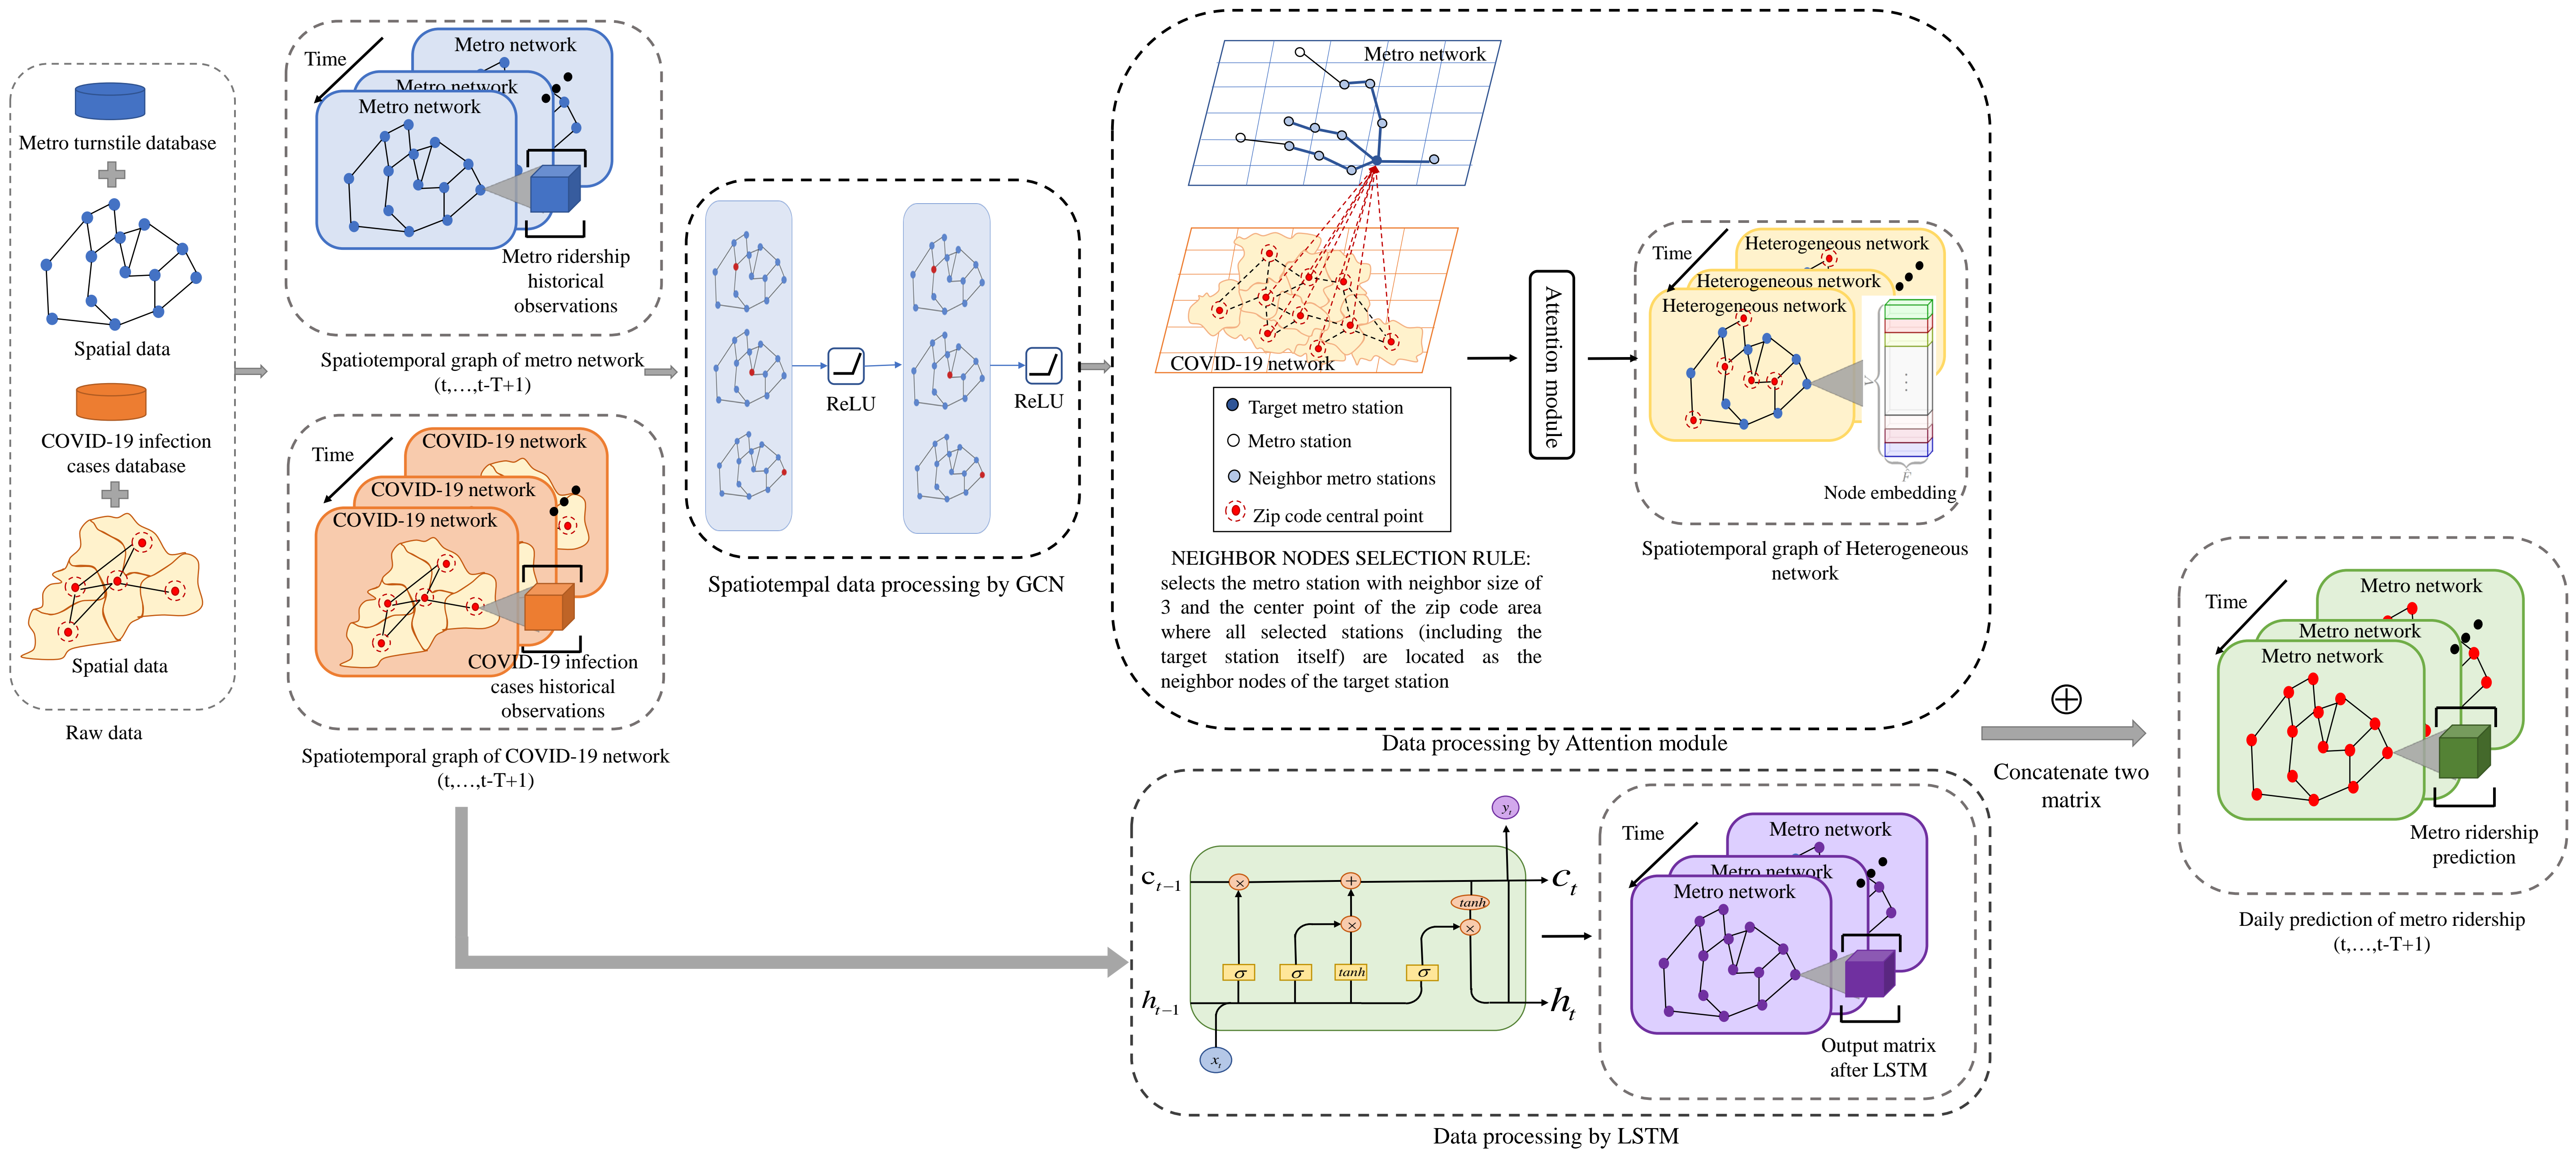 Metro turnstile database
Spatial data
COVID-19 infection
cases database
Spatial data
Raw data
Time
Metro network
Metro network
Metro network
Metro ridership
historical
observations
Spatiotemporal graph of metro network
(t,…,t-T+1)
Time
COVID-19 network
COVID-19 network
COVID-19 network
COVID-19 infection
cases historical
observations
Spatiotemporal graph of COVID-19 network
(t,…,t-T+1)
ReLU
ReLU
Spatiotempal data processing by GCN
Metro network
COVID-19 network
Target metro station
Metro station
Neighbor metro stations
Zip code central point
NEIGHBOR NODES SELECTION RULE:
selects the metro station with neighbor size of
3 and the center point of the zip code area
where all selected stations (including the
target station itself) are located as the
neighbor nodes of the target station
Attention module
Time
Heterogeneous network
Heterogeneous network
Heterogeneous network
F
Node embedding
Spatiotemporal graph of Heterogeneous
network
Data processing by Attention module
y_t
c_{t-1}
×
+
c_t
tanh
×
×
σ
σ
tanh
σ
h_{t-1}
h_t
x_t
Time
Metro network
Metro network
Metro network
Output matrix
after LSTM
Data processing by LSTM
Concatenate two
matrix
Time
Metro network
Metro network
Metro network
Metro ridership
prediction
Daily prediction of metro ridership
(t,…,t-T+1)